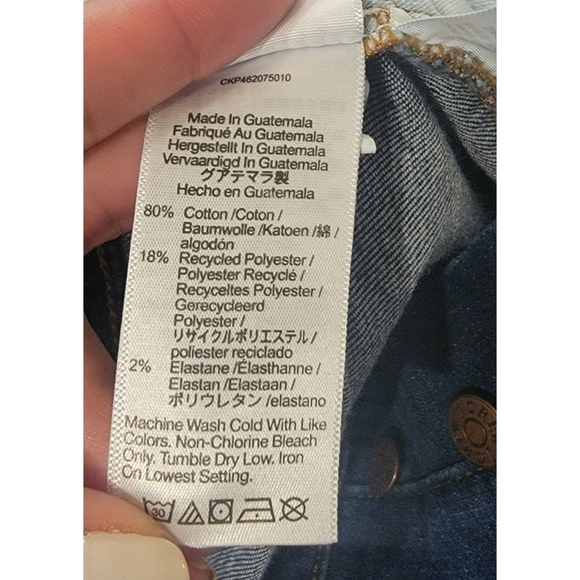 CKP462075010
Made In Guatemala
Fabriqué Au Guatemala
Hergestellt In Guatemala
Vervaardigd In Guatemala
グアテマラ製
Hecho en Guatemala
80% Cotton /Coton /
Baumwolle /Katoen /綿 /
algodón
18% Recycled Polyester /
Polyester Recyclé /
Recyceltes Polyester /
Gerecycleerd
Polyester /
リサイクルポリエステル /
poliester reciclado
2% Elastane /Élasthanne /
Elastan /Elastaan /
ポリウレタン /elastano
Machine Wash Cold With Like
Colors. Non-Chlorine Bleach
Only. Tumble Dry Low. Iron
On Lowest Setting.
30